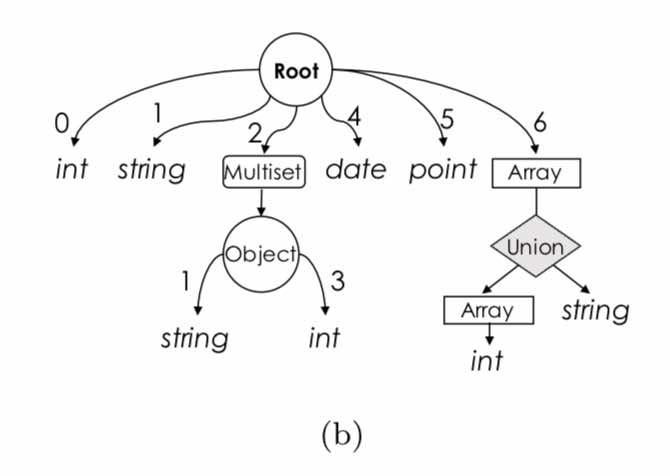 Root
0 1 2 4 5 6
int string Multiset date point Array
Object Union
1 3
string int Array string
int
(b)